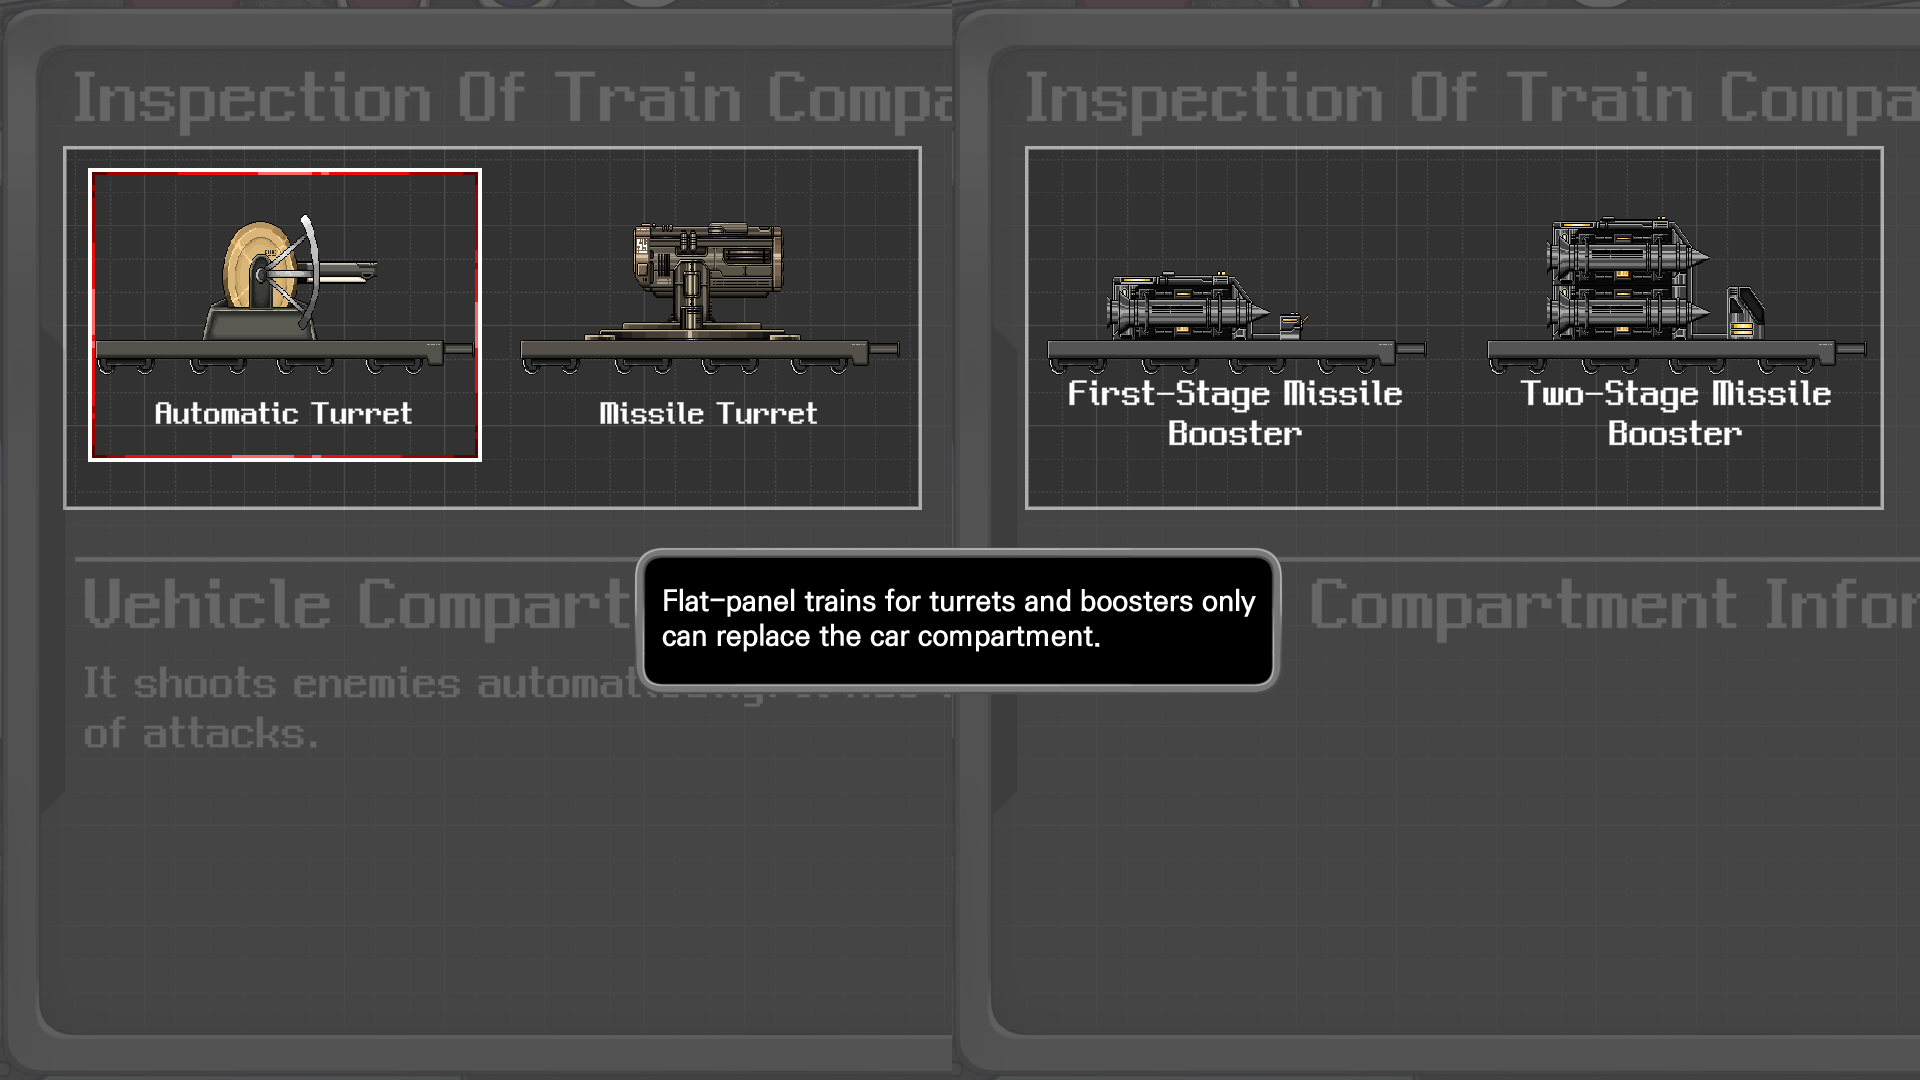 Inspection Of Train Compa
Automatic Turret
Missile Turret
Vehicle Compart
It shoots enemies
of attacks.
Inspection Of Train Compa
First-Stage Missile
Booster
Two-Stage Missile
Booster
Compartment Infor
Flat-panel trains for turrets and boosters only
can replace the car compartment.